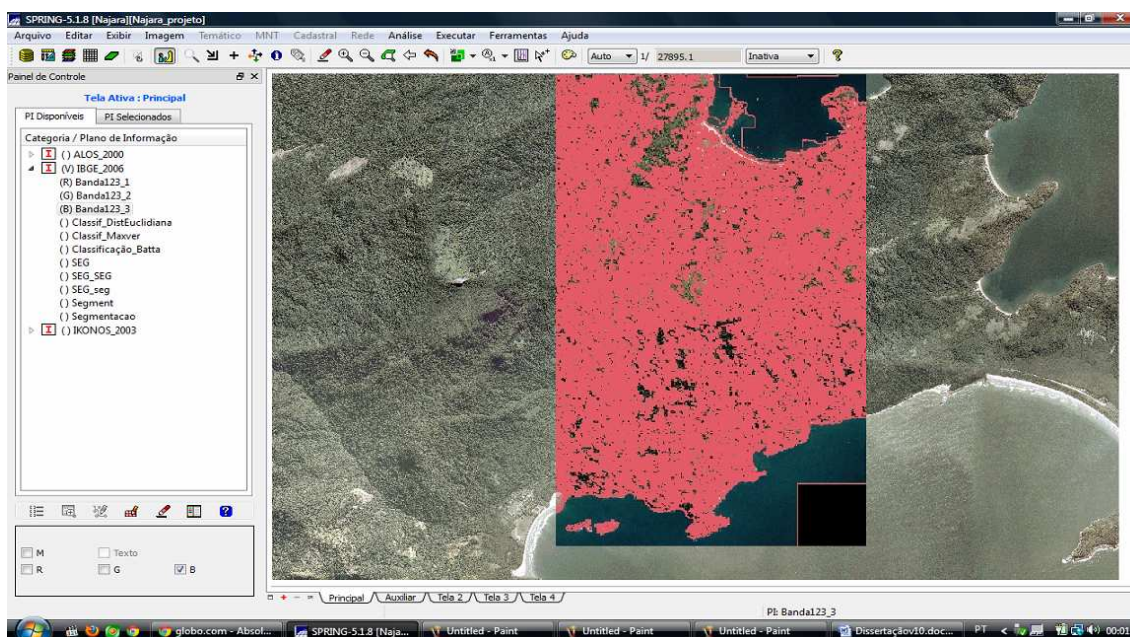 SPRING-5.1.8 [Najara][Najara_projeto]
Arquivo Editar Exibir Imagem Temático MNT Cadastral Rede Análise Executar Ferramentas Ajuda
Auto 1/ 27895.1 Inativa
Painel de Controle
Tela Ativa : Principal
PI Disponíveis PI Selecionados
Categoria / Plano de Informação
( ) ALOS_2000
(V) IBGE_2006
(R) Banda123_1
(G) Banda123_2
(B) Banda123_3
( ) Classif_DistEuclidiana
( ) Classif_Maxver
( ) Classificação_Batta
( ) SEG
( ) SEG_SEG
( ) SEG_seg
( ) Segment
( ) Segmentacao
( ) IKONOS_2003
M Texto
R G B
Principal Auxiliar Tela 2 Tela 3 Tela 4
PI: Banda123_3
globo.com - Absol... SPRING-5.1.8 [Naja... Untitled - Paint Untitled - Paint Untitled - Paint Dissertaçãov10.doc... PT 00:01